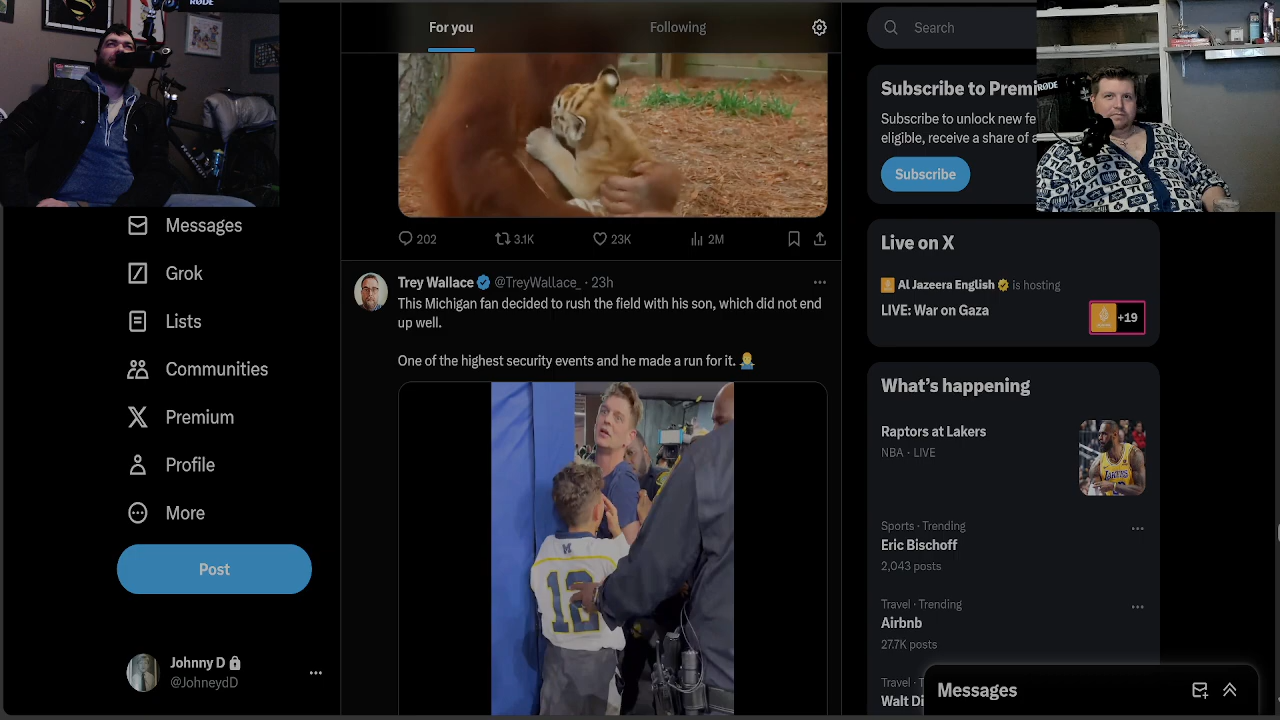 RØDE
For you
Following
Search
Subscribe to Premi
Subscribe to unlock new fe
eligible, receive a share of a
Subscribe
RØDE
Messages
Grok
Lists
Communities
Premium
Profile
More
Post
Johnny D
@JohneydD
202 3.1K 23K 2M
Trey Wallace @TreyWallace_ · 23h
This Michigan fan decided to rush the field with his son, which did not end
up well.
One of the highest security events and he made a run for it.
12
Live on X
Al Jazeera English is hosting
LIVE: War on Gaza
+19
What's happening
Raptors at Lakers
NBA · LIVE
Sports · Trending
Eric Bischoff
2,043 posts
Travel · Trending
Airbnb
27.7K posts
Travel · T
Walt Di
Messages